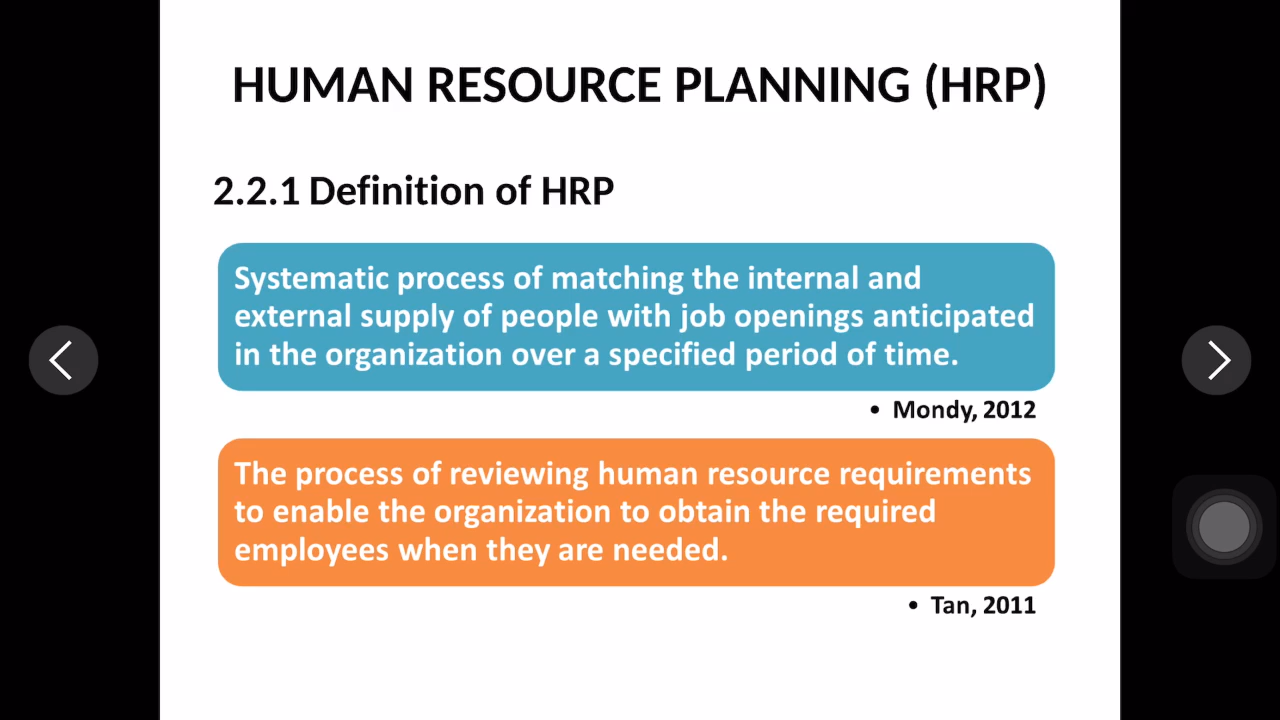 HUMAN RESOURCE PLANNING (HRP)
2.2.1 Definition of HRP
Systematic process of matching the internal and
external supply of people with job openings anticipated
in the organization over a specified period of time.
• Mondy, 2012
The process of reviewing human resource requirements
to enable the organization to obtain the required
employees when they are needed.
• Tan, 2011